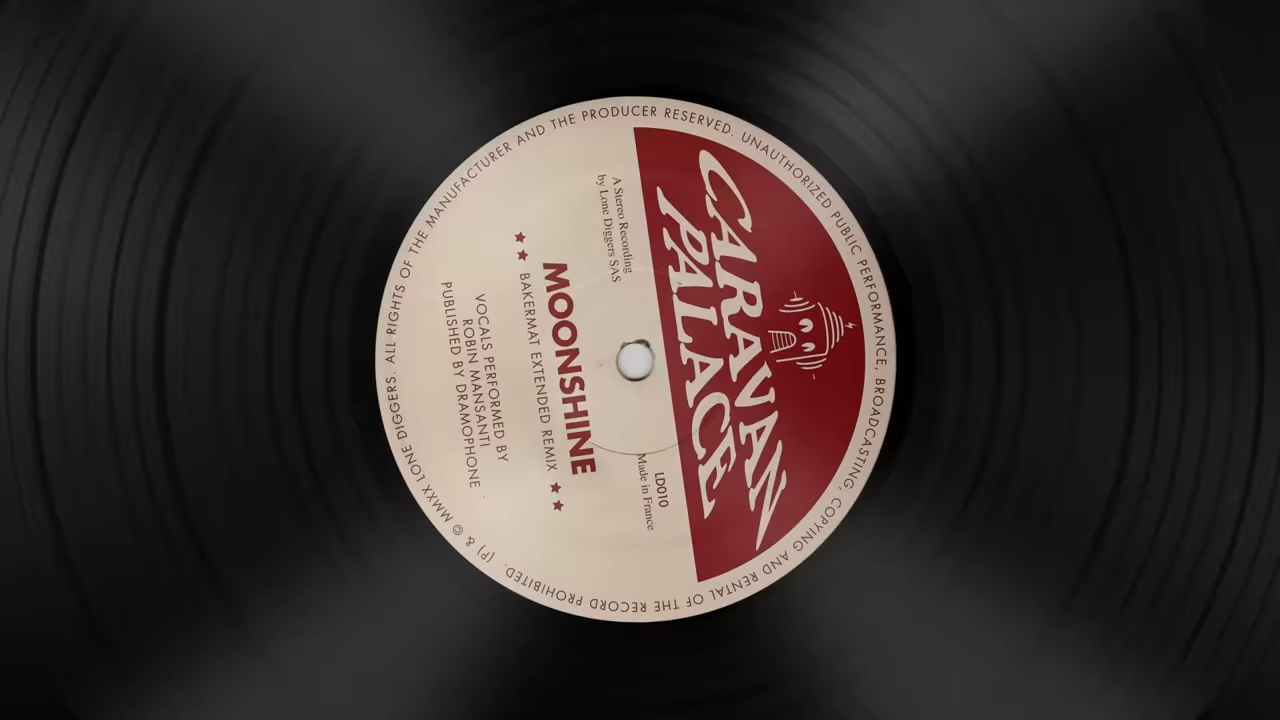 CARAVAN
PALACE
A Stereo Recording
by Lone Diggers SAS
LD010
Made in France
MOONSHINE
★★ BAKERMAT EXTENDED REMIX ★★
VOCALS PERFORMED BY
ROBIN MANSANTI
PUBLISHED BY DRAMOPHONE
(P) & © MMXX LONE DIGGERS. ALL RIGHTS OF THE MANUFACTURER AND THE PRODUCER RESERVED. UNAUTHORIZED PUBLIC PERFORMANCE, BROADCASTING, COPYING AND RENTAL OF THE RECORD PROHIBITED.